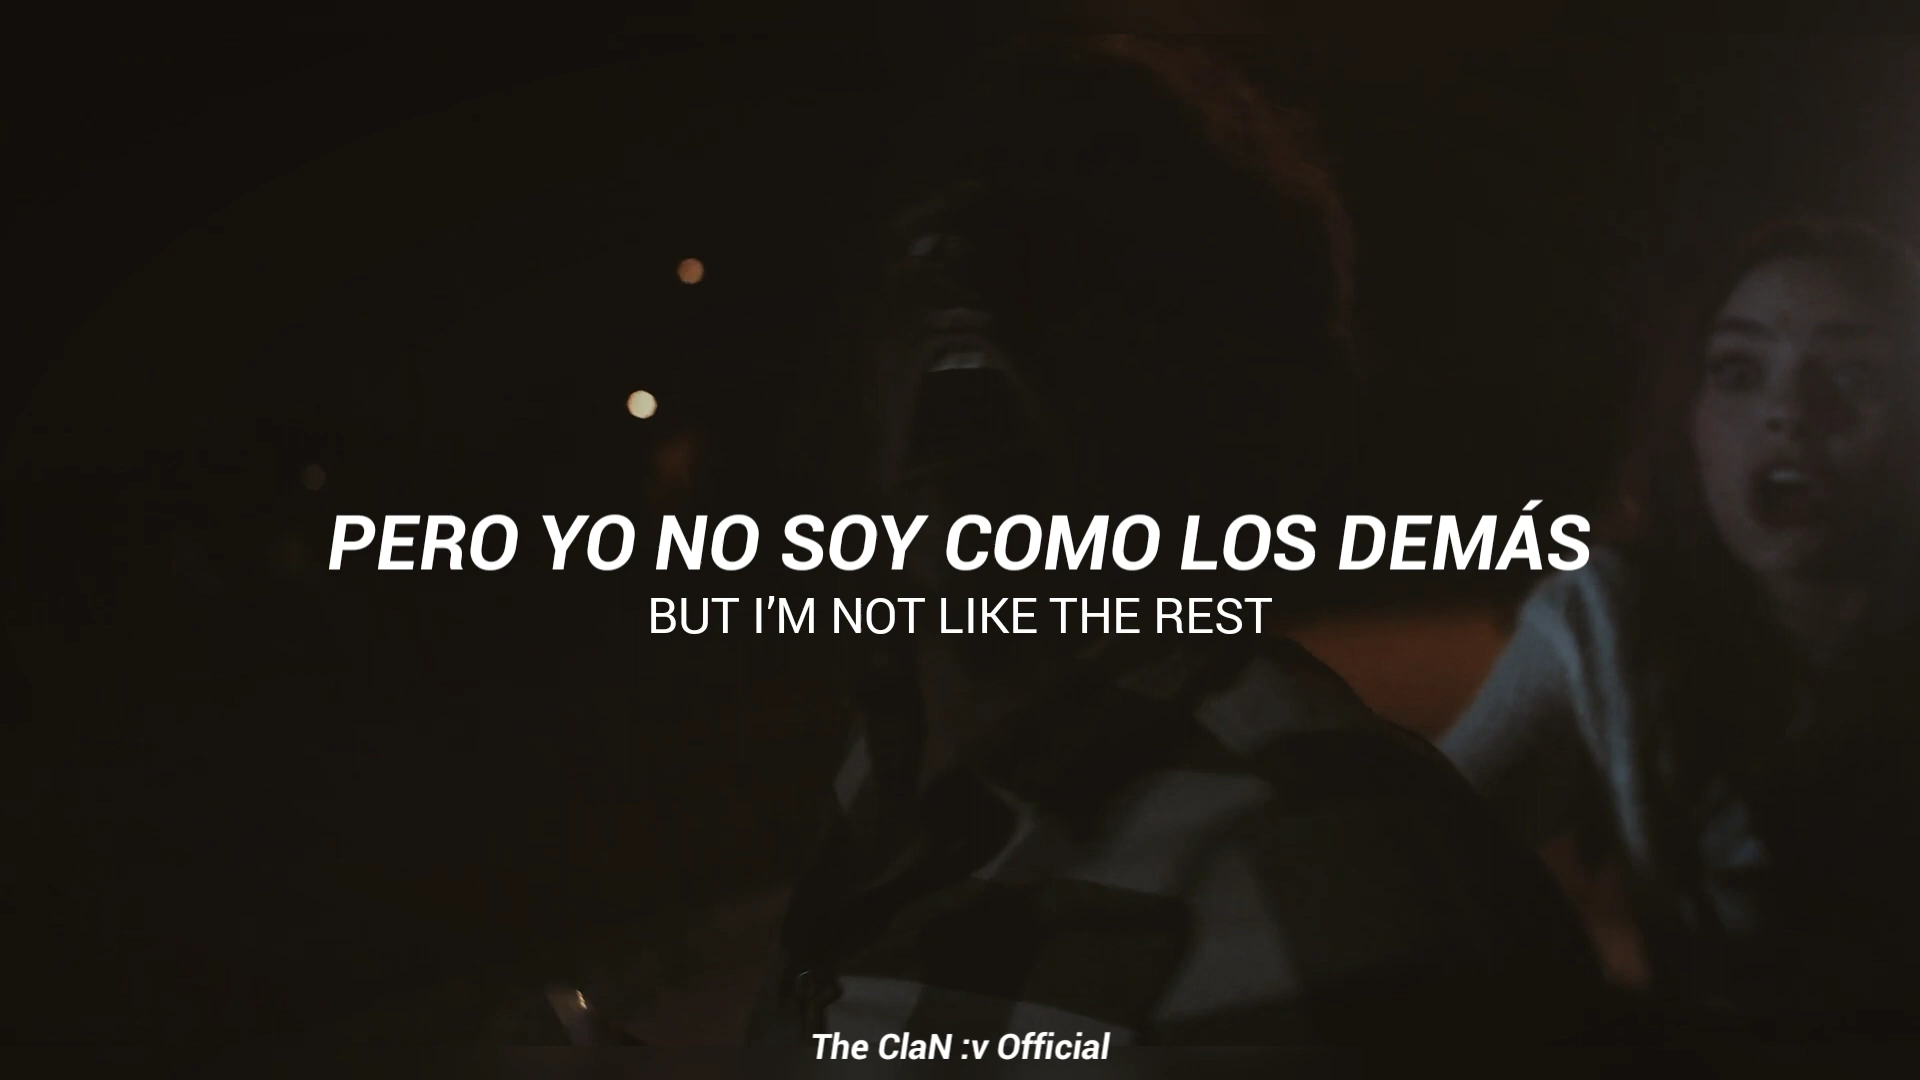 PERO YO NO SOY COMO LOS DEMÁS
BUT I’M NOT LIKE THE REST
The ClaN :v Official